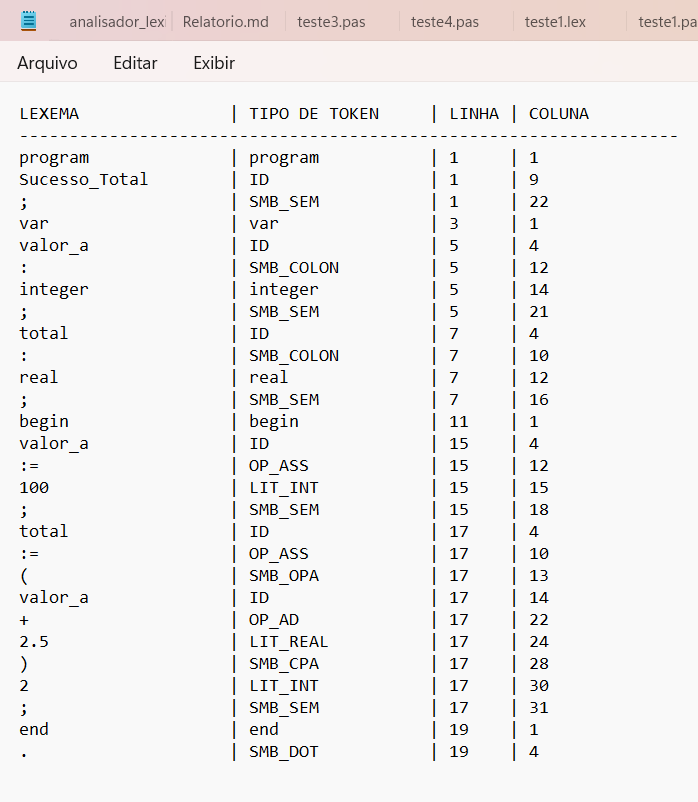 analisador_lexi Relatorio.md teste3.pas teste4.pas teste1.lex teste1.pa
Arquivo Editar Exibir
LEXEMA | TIPO DE TOKEN | LINHA | COLUNA
-------------------------------------------------------------------
program | program | 1 | 1
Sucesso_Total | ID | 1 | 9
; | SMB_SEM | 1 | 22
var | var | 3 | 1
valor_a | ID | 5 | 4
: | SMB_COLON | 5 | 12
integer | integer | 5 | 14
; | SMB_SEM | 5 | 21
total | ID | 7 | 4
: | SMB_COLON | 7 | 10
real | real | 7 | 12
; | SMB_SEM | 7 | 16
begin | begin | 11 | 1
valor_a | ID | 15 | 4
:= | OP_ASS | 15 | 12
100 | LIT_INT | 15 | 15
; | SMB_SEM | 15 | 18
total | ID | 17 | 4
:= | OP_ASS | 17 | 10
( | SMB_OPA | 17 | 13
valor_a | ID | 17 | 14
+ | OP_AD | 17 | 22
2.5 | LIT_REAL | 17 | 24
) | SMB_CPA | 17 | 28
2 | LIT_INT | 17 | 30
; | SMB_SEM | 17 | 31
end | end | 19 | 1
. | SMB_DOT | 19 | 4